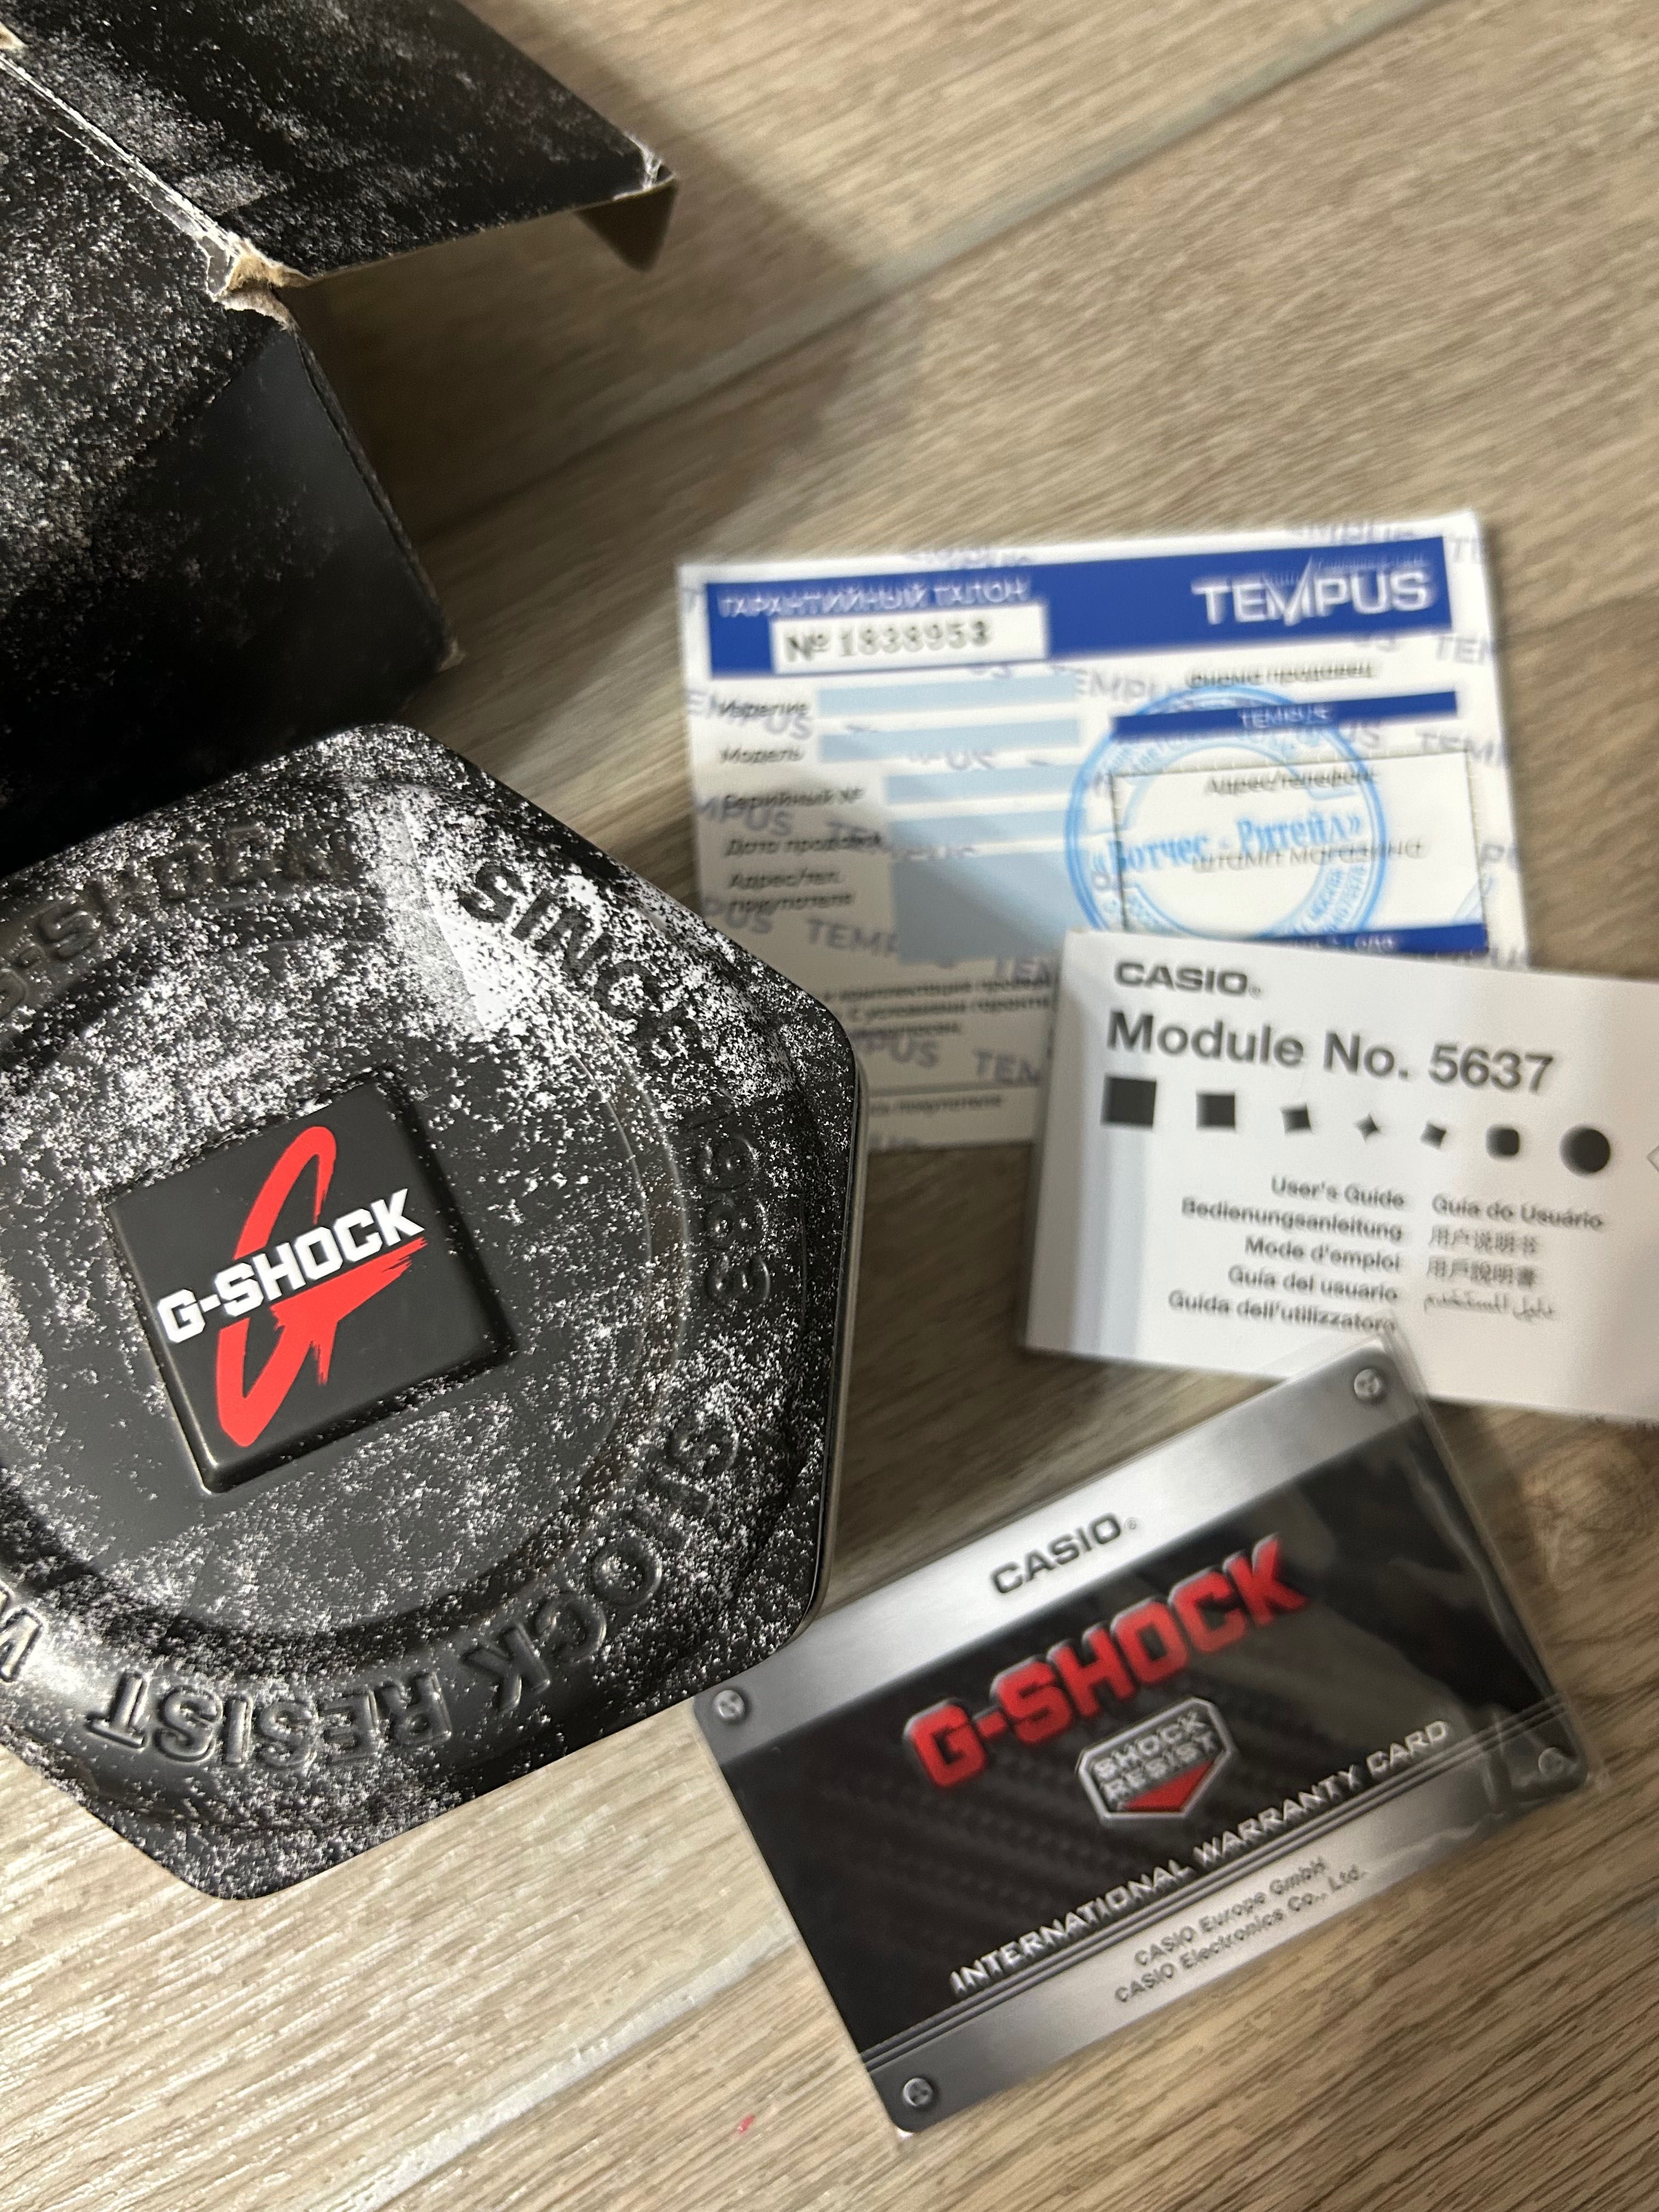 ГАРАНТИЙНЫЙ ТАЛОН
TEMPUS
№ 1838953
Фирма продавец
TEMPUS
Изделие
Модель
Серийный №
Дата продажи
Адрес/тел.
покупателя
Адрес/телефон
«Вотчес - Ритейл»
штамп магазина
CASIO
Module No. 5637
User's Guide
Bedienungsanleitung
Mode d'emploi
Guía del usuario
Guida dell'utilizzatore
Guia do Usuário
用户说明书
用戶說明書
دليل المستخدم
G-SHOCK
SINCE 1983
SHOCK RESIST
G-SHOCK
CASIO
G-SHOCK
SHOCK
RESIST
INTERNATIONAL WARRANTY CARD
CASIO Europe GmbH
CASIO Electronics Co., Ltd.